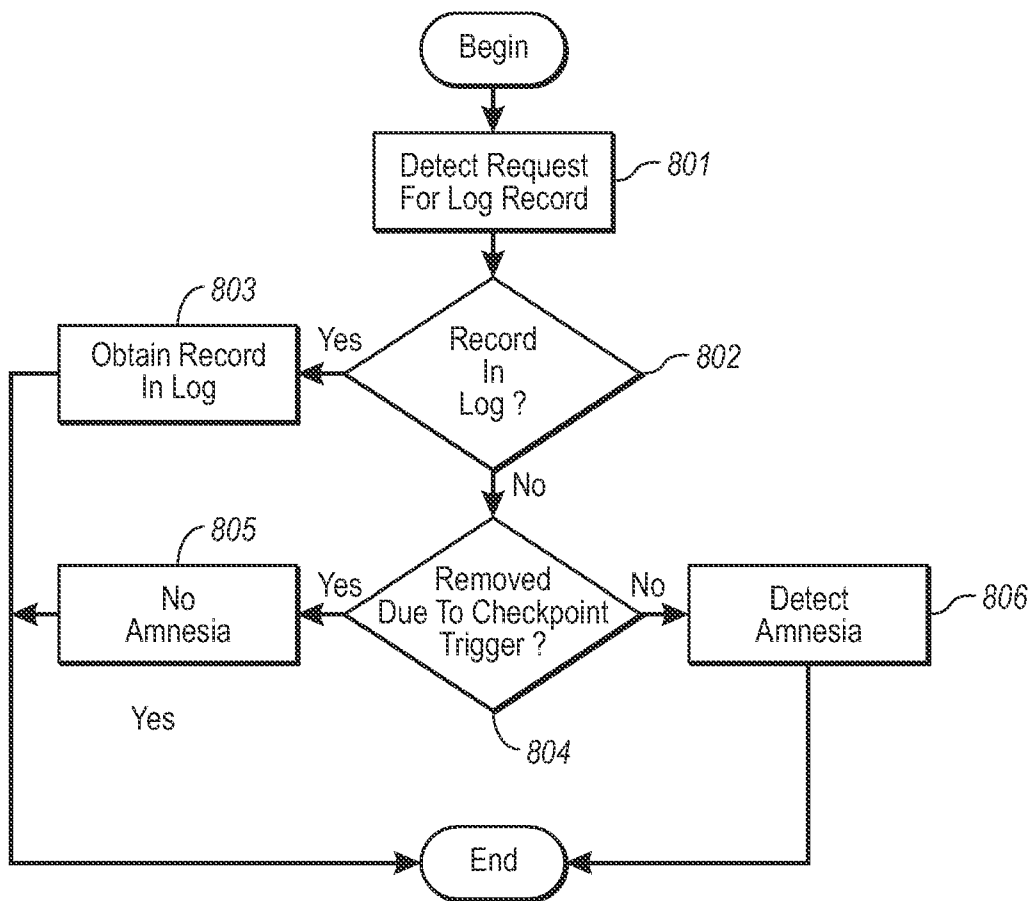 Begin
Detect Request
For Log Record
801
803
Yes
Record
In
Log ?
802
Obtain Record
In Log
No
805
Yes
Removed
Due To Checkpoint
Trigger ?
No
No
Amnesia
Detect
Amnesia
806
Yes
804
End